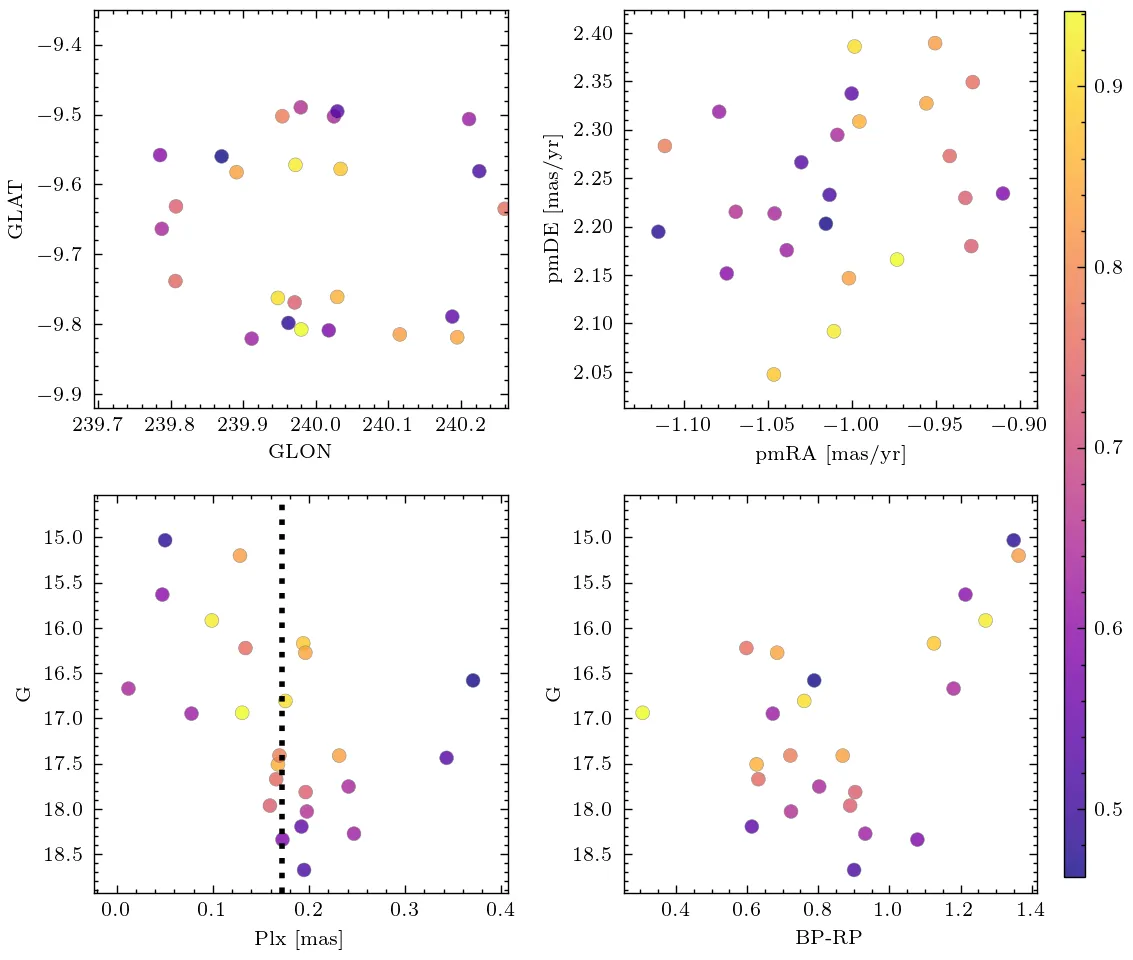 −9.4
−9.5
−9.6
−9.7
−9.8
−9.9
GLAT
239.7 239.8 239.9 240.0 240.1 240.2
GLON
2.40
2.35
2.30
2.25
2.20
2.15
2.10
2.05
pmDE [mas/yr]
−1.10 −1.05 −1.00 −0.95 −0.90
pmRA [mas/yr]
15.0
15.5
16.0
16.5
17.0
17.5
18.0
18.5
G
0.0 0.1 0.2 0.3 0.4
Plx [mas]
15.0
15.5
16.0
16.5
17.0
17.5
18.0
18.5
G
0.4 0.6 0.8 1.0 1.2 1.4
BP-RP
0.9
0.8
0.7
0.6
0.5